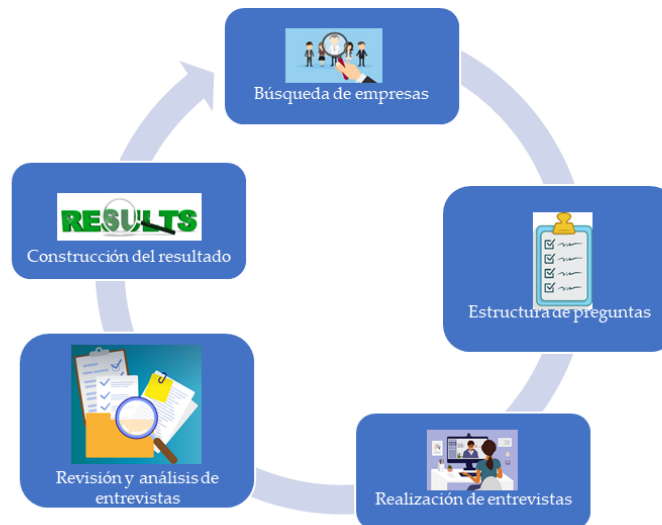 Búsqueda de empresas
Estructura de preguntas
Realización de entrevistas
Revisión y análisis de
entrevistas
RESULTS
Construcción del resultado